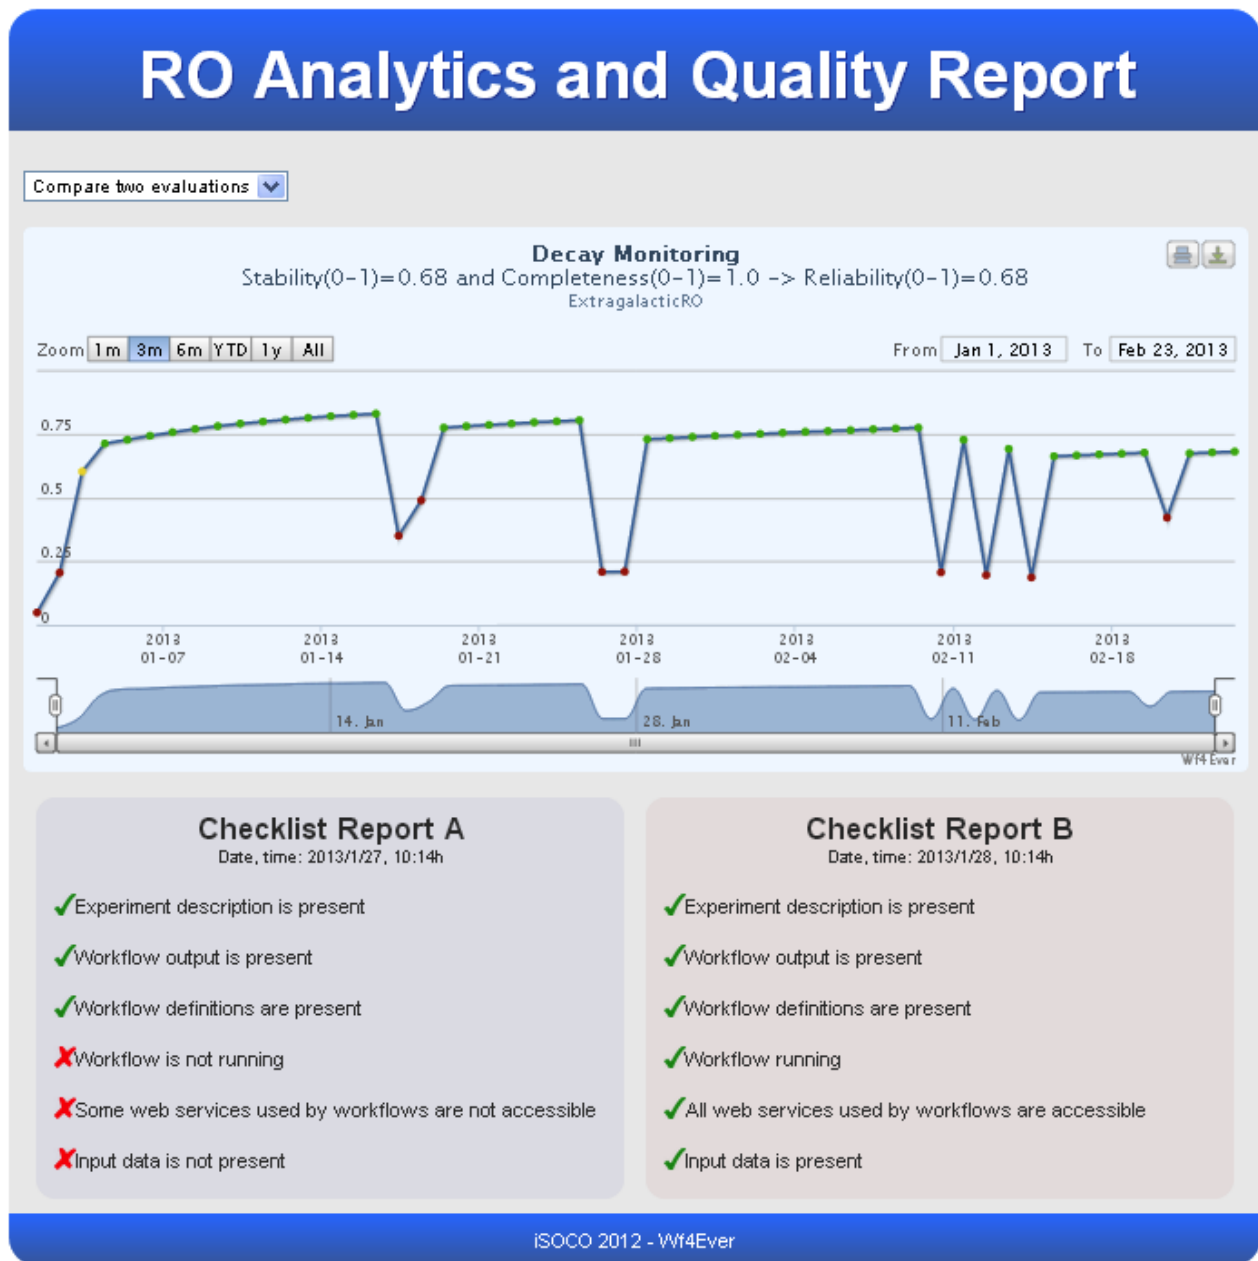 RO Analytics and Quality Report
Compare two evaluations
Decay Monitoring
Stability(0-1)=0.68 and Completeness(0-1)=1.0 -> Reliability(0-1)=0.68
ExtragalacticRO
Zoom 1m 3m 6m YTD 1y All From Jan 1, 2013 To Feb 23, 2013
0.75
0.5
0.25
0
2013 2013 2013 2013 2013 2013 2013
01-07 01-14 01-21 01-28 02-04 02-11 02-18
14. Jan 28. Jan 11. Feb
Wf4Ever
Checklist Report A
Date, time: 2013/1/27, 10:14h
Experiment description is present
Workflow output is present
Workflow definitions are present
Workflow is not running
Some web services used by workflows are not accessible
Input data is not present
Checklist Report B
Date, time: 2013/1/28, 10:14h
Experiment description is present
Workflow output is present
Workflow definitions are present
Workflow running
All web services used by workflows are accessible
Input data is present
iSOCO 2012 - Wf4Ever